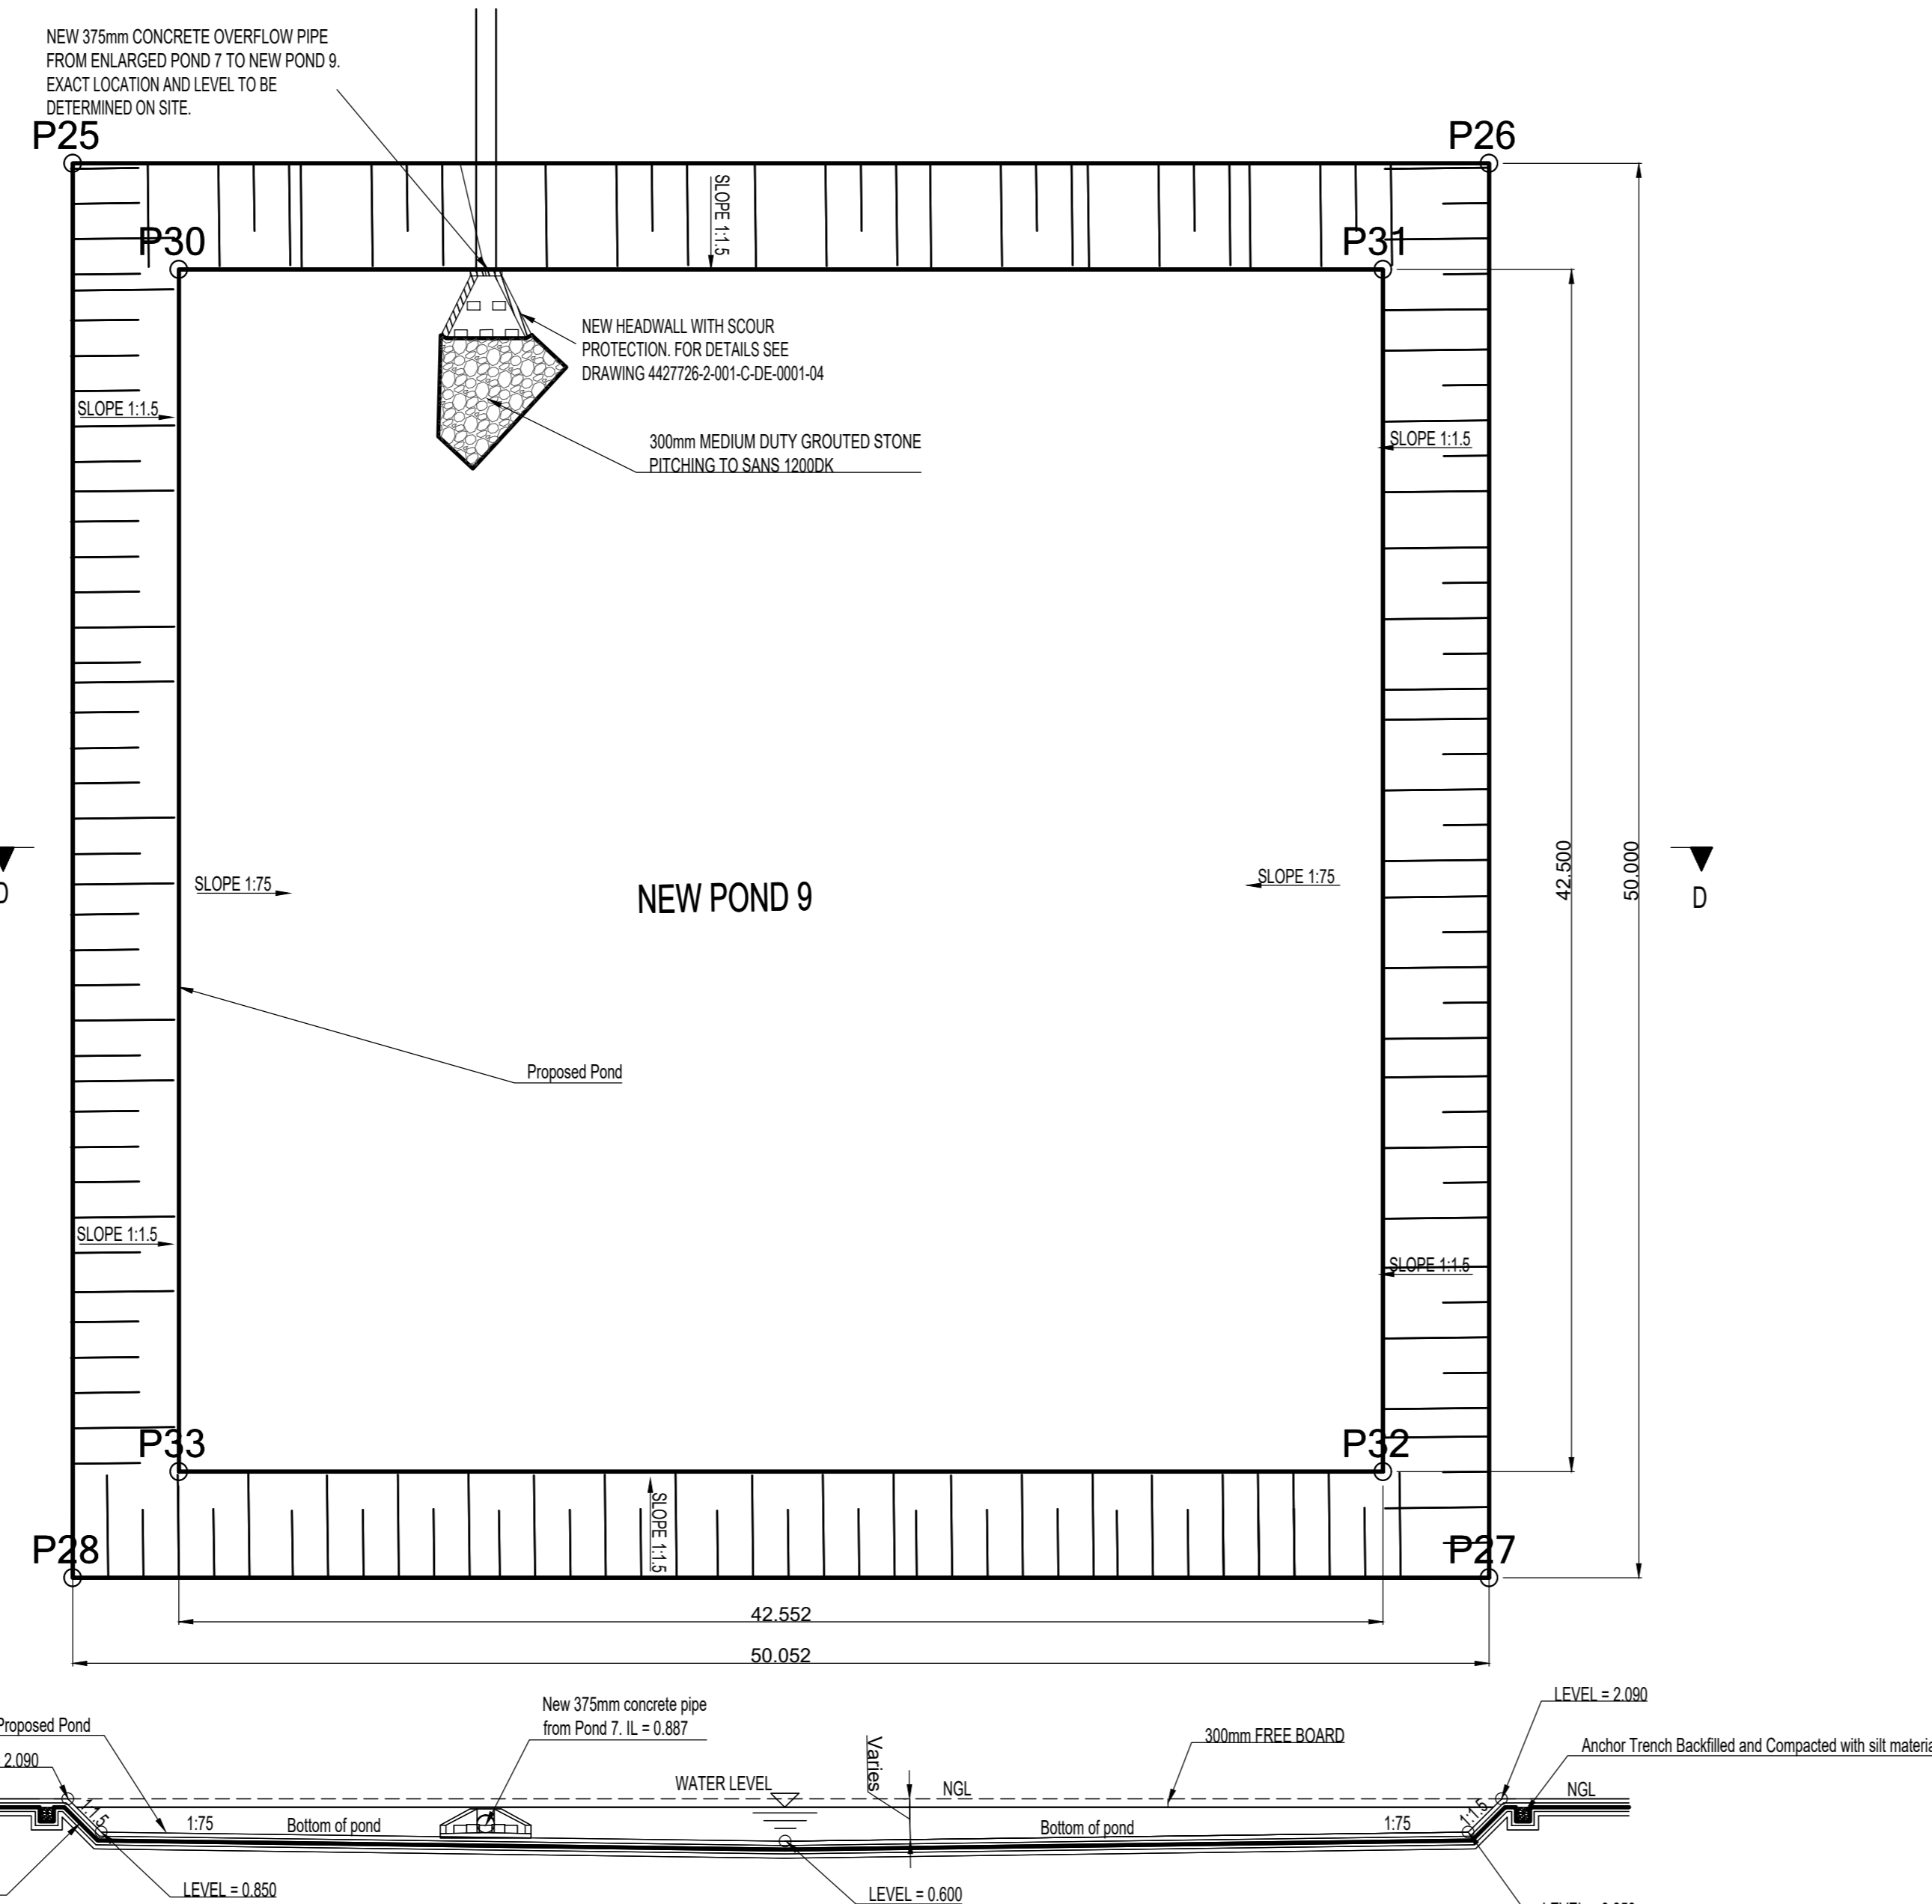 NEW 375mm CONCRETE OVERFLOW PIPE
FROM ENLARGED POND 7 TO NEW POND 9.
EXACT LOCATION AND LEVEL TO BE
DETERMINED ON SITE.
P25
P26
SLOPE 1:1.5
P30
P31
NEW HEADWALL WITH SCOUR
PROTECTION. FOR DETAILS SEE
DRAWING 4427726-2-001-C-DE-0001-04
SLOPE 1:1.5
SLOPE 1:1.5
300mm MEDIUM DUTY GROUTED STONE
PITCHING TO SANS 1200DK
42.500
50.000
D
D
SLOPE 1:75
NEW POND 9
SLOPE 1:75
Proposed Pond
SLOPE 1:1.5
SLOPE 1:1.5
P33
P32
SLOPE 1:1.5
P28
P27
42.552
50.052
New 375mm concrete pipe
from Pond 7. IL = 0.887
LEVEL = 2.090
Proposed Pond
2.090
300mm FREE BOARD
Anchor Trench Backfilled and Compacted with silt materia
Varies
WATER LEVEL
NGL
NGL
1:1.5
1:75
Bottom of pond
Bottom of pond
1:75
1:1.5
LEVEL = 0.850
LEVEL = 0.600